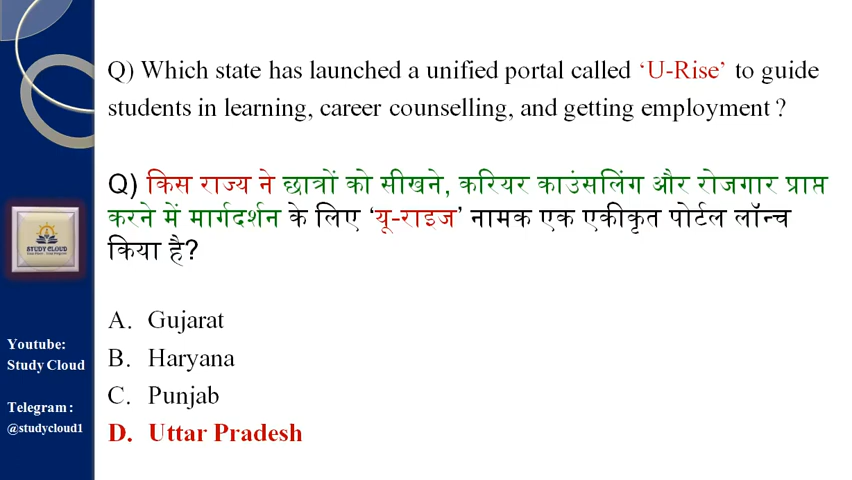 Q) Which state has launched a unified portal called ‘U-Rise’ to guide
students in learning, career counselling, and getting employment ?
Q) किस राज्य ने छात्रों को सीखने, करियर काउंसलिंग और रोजगार प्राप्त
करने में मार्गदर्शन के लिए ‘यू-राइज’ नामक एक एकीकृत पोर्टल लॉन्च
किया है?
STUDY CLOUD
A. Gujarat
B. Haryana
C. Punjab
D. Uttar Pradesh
Youtube:
Study Cloud
Telegram :
@studycloud1